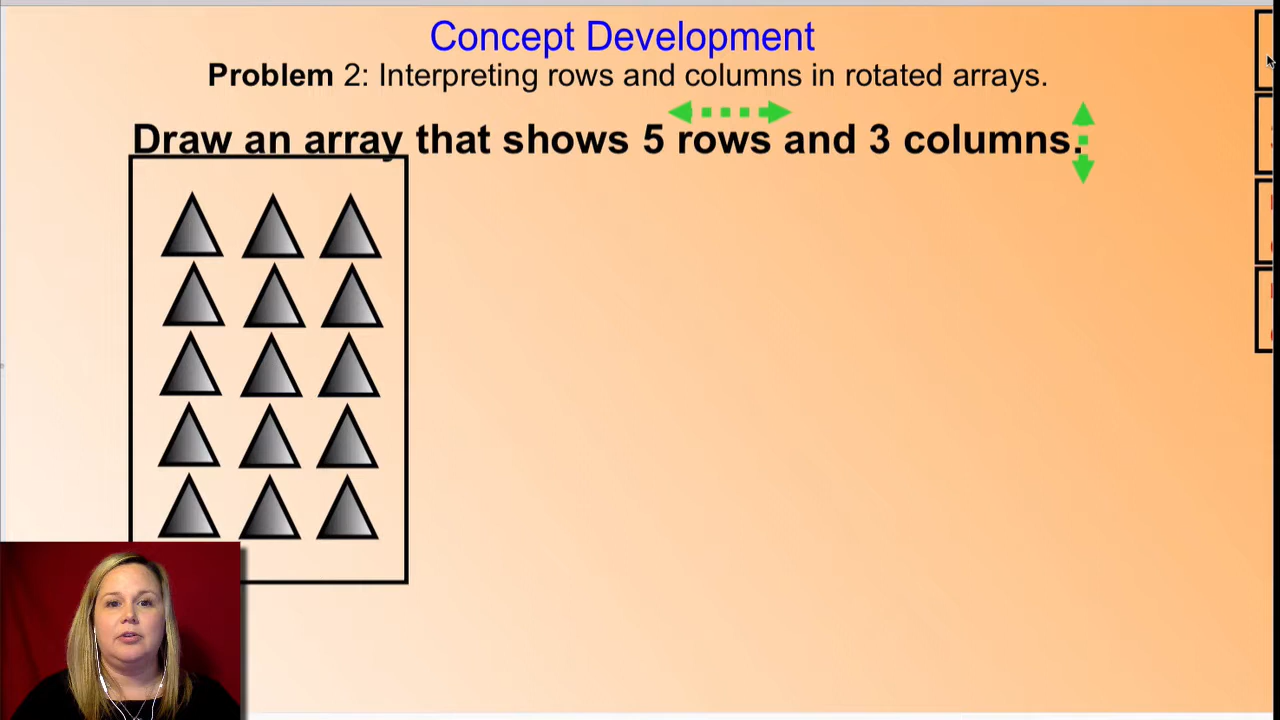 Concept Development
Problem 2: Interpreting rows and columns in rotated arrays.
Draw an array that shows 5 rows and 3 columns.